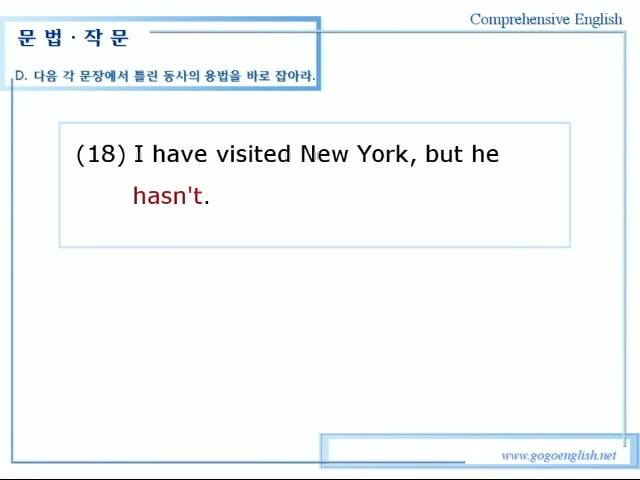 Comprehensive English
문 법 · 작 문
D. 다음 각 문장에서 틀린 동사의 용법을 바로 잡아라.
(18) I have visited New York, but he
hasn't.
www.gogoenglish.net